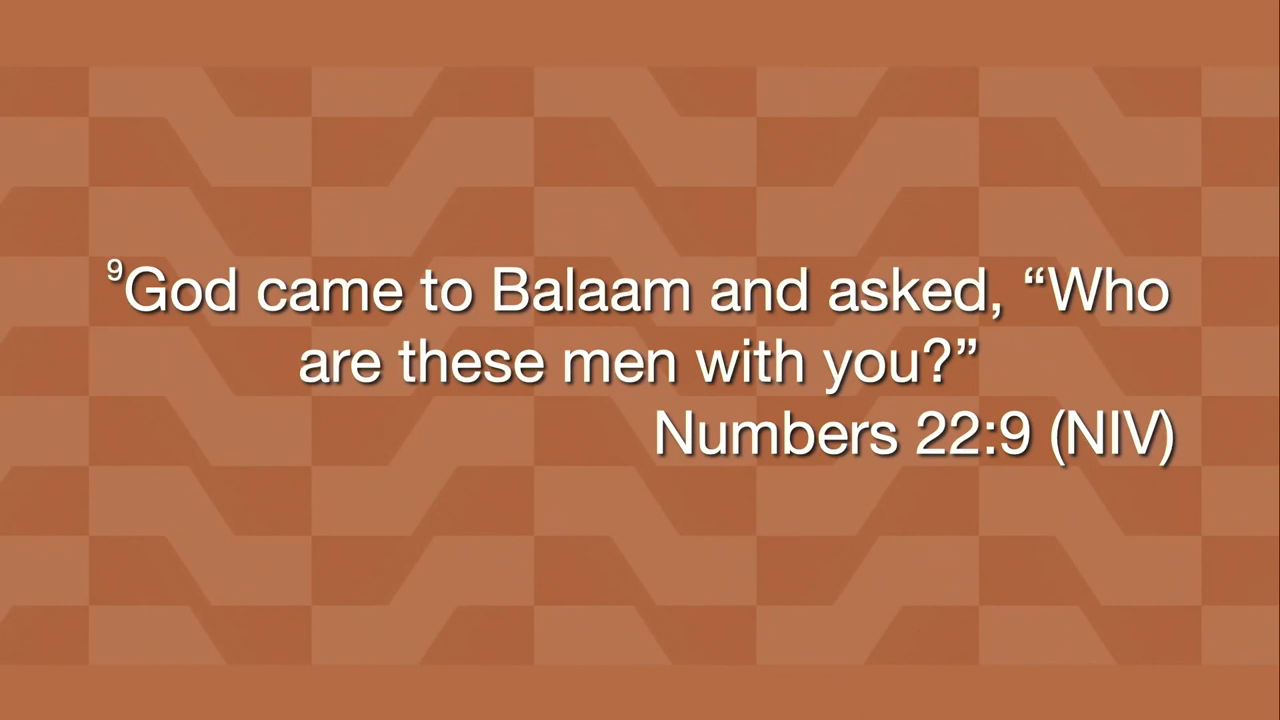 ⁹God came to Balaam and asked, “Who
are these men with you?”
Numbers 22:9 (NIV)